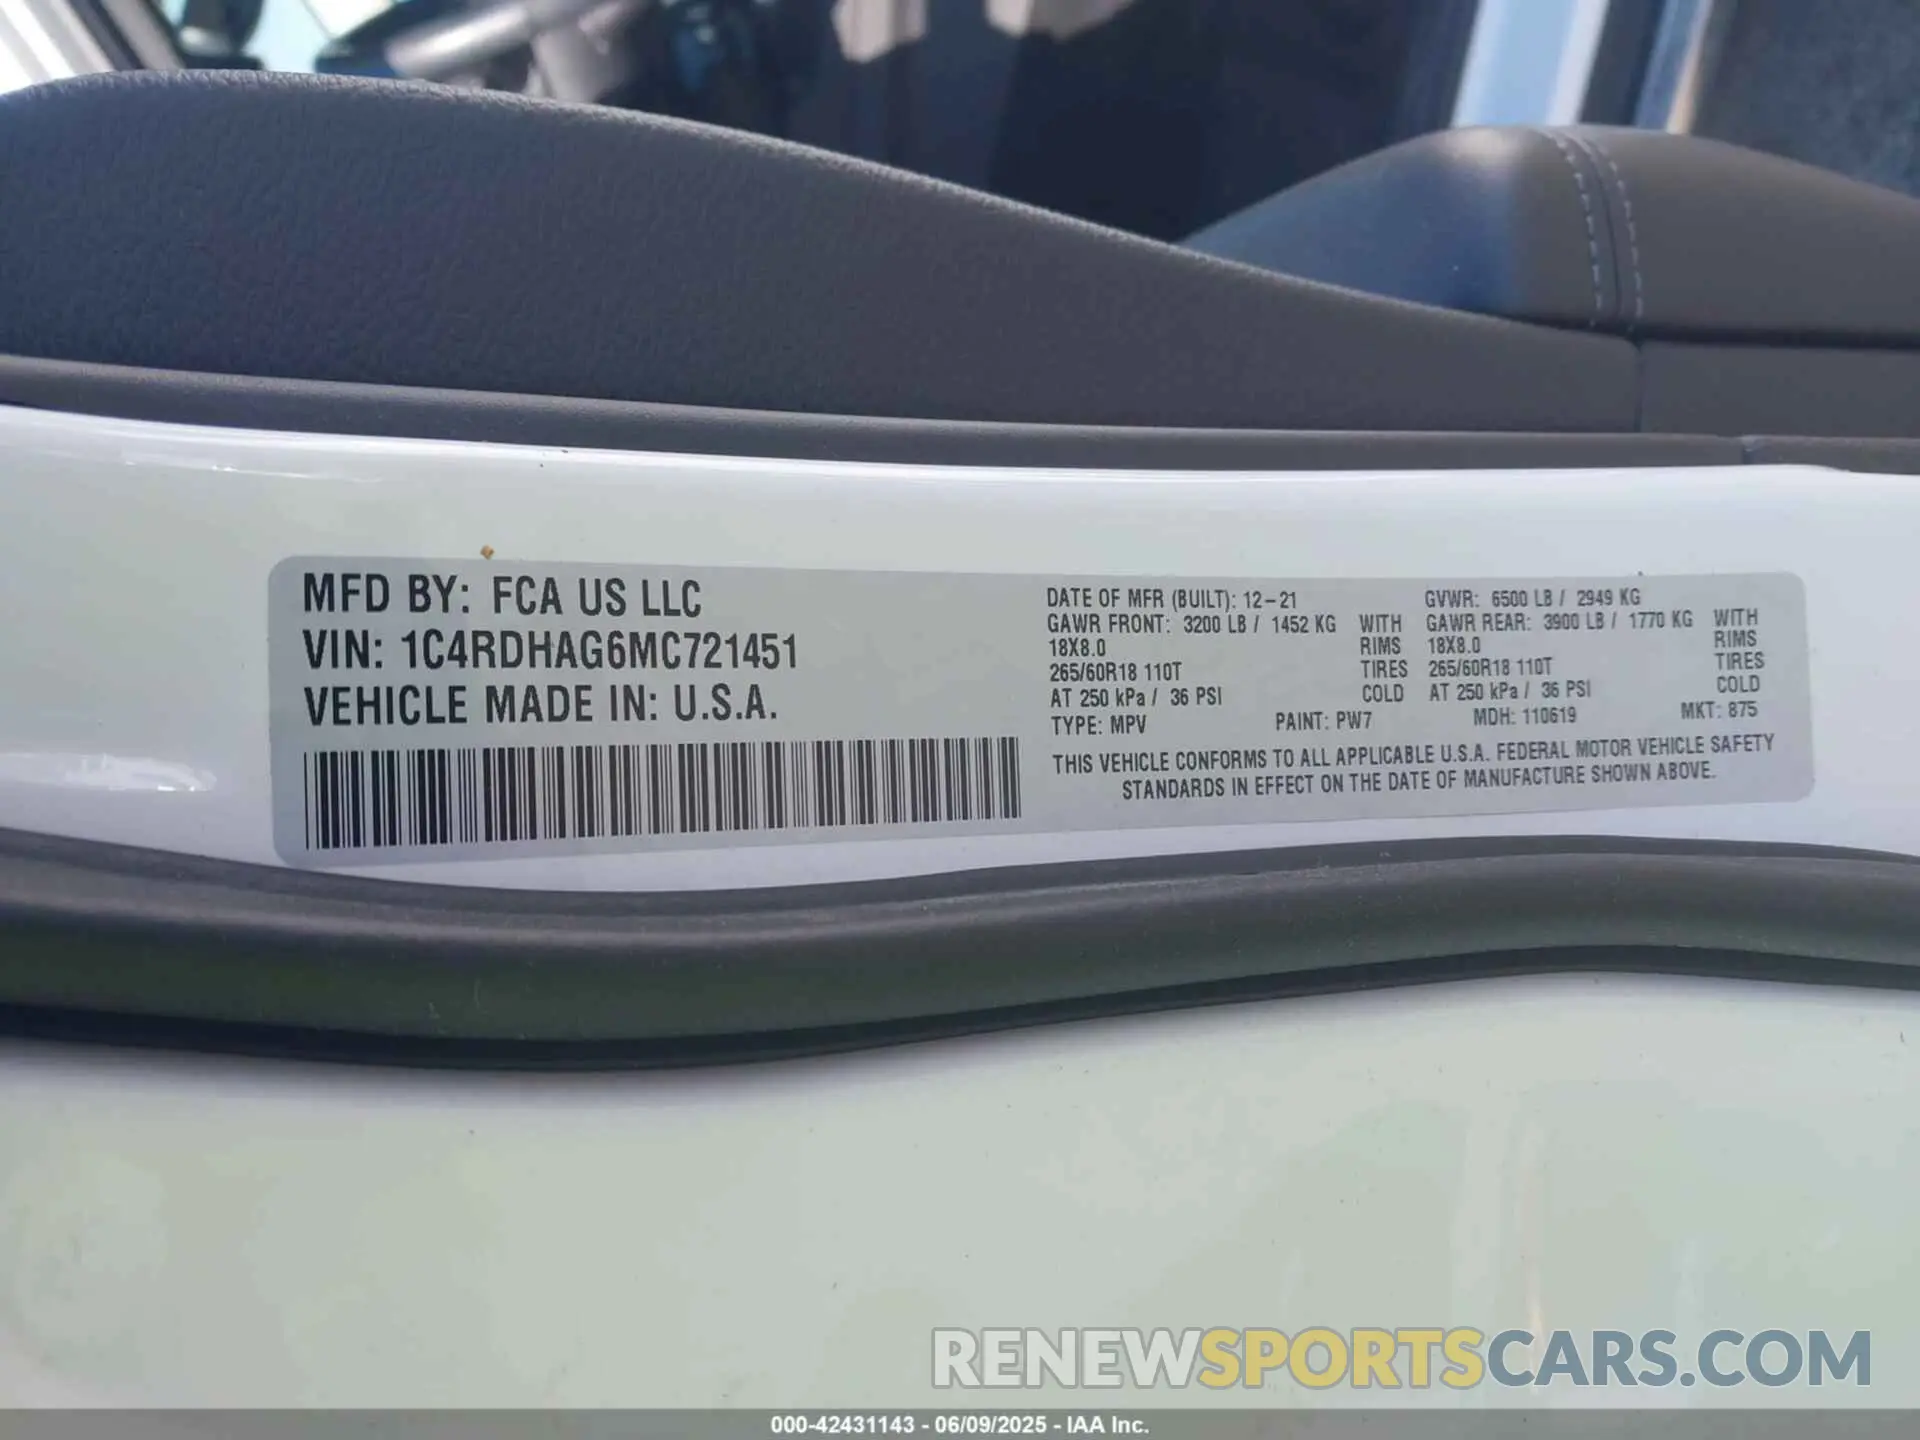 MFD BY: FCA US LLC
VIN: 1C4RDHAG6MC721451
VEHICLE MADE IN: U.S.A.
DATE OF MFR (BUILT): 12-21 GVWR: 6500 LB / 2949 KG
GAWR FRONT: 3200 LB / 1452 KG WITH GAWR REAR: 3900 LB / 1770 KG WITH
18X8.0 RIMS 18X8.0 RIMS
265/60R18 110T TIRES 265/60R18 110T TIRES
AT 250 kPa / 36 PSI COLD AT 250 kPa / 36 PSI COLD
TYPE: MPV PAINT: PW7 MDH: 110619 MKT: 875
THIS VEHICLE CONFORMS TO ALL APPLICABLE U.S.A. FEDERAL MOTOR VEHICLE SAFETY
STANDARDS IN EFFECT ON THE DATE OF MANUFACTURE SHOWN ABOVE.
RENEWSPORTSCARS.COM
000-42431143 - 06/09/2025 - IAA Inc.